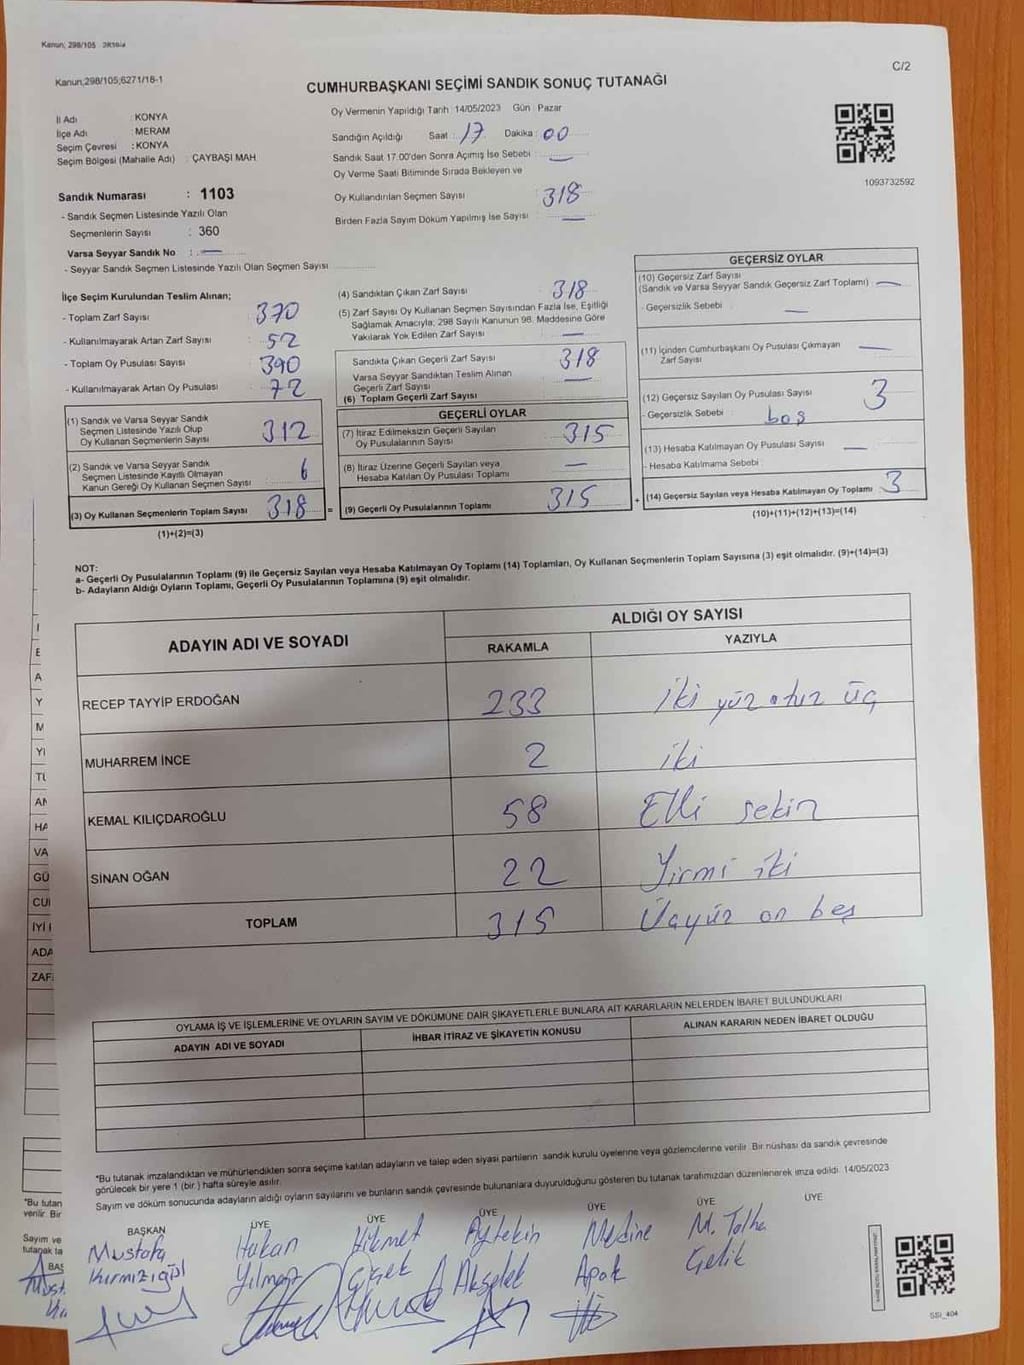 Kanun; 298/105
Kanun;298/105;6271/18-1
C/2
CUMHURBAŞKANI SEÇİMİ SANDIK SONUÇ TUTANAĞI
İl Adı : KONYA
İlçe Adı : MERAM
Seçim Çevresi : KONYA
Seçim Bölgesi (Mahalle Adı) : ÇAYBAŞI MAH
Sandık Numarası : 1103
- Sandık Seçmen Listesinde Yazılı Olan
Seçmenlerin Sayısı : 360
Varsa Seyyar Sandık No : —
- Seyyar Sandık Seçmen Listesinde Yazılı Olan Seçmen Sayısı
Oy Vermenin Yapıldığı Tarih : 14/05/2023 Gün : Pazar
Sandığın Açıldığı Saat : 17 Dakika : 00
Sandık Saat 17.00'den Sonra Açımış İse Sebebi : —
Oy Verme Saati Bitiminde Sırada Bekleyen ve
Oy Kullandırılan Seçmen Sayısı 318
Birden Fazla Sayım Döküm Yapılmış İse Sayısı —
1093732592
İlçe Seçim Kurulundan Teslim Alınan;
- Toplam Zarf Sayısı : 370
- Kullanılmayarak Artan Zarf Sayısı : 52
- Toplam Oy Pusulası Sayısı : 390
- Kullanılmayarak Artan Oy Pusulası : 72
(1) Sandık ve Varsa Seyyar Sandık
Seçmen Listesinde Yazılı Olup
Oy Kullanan Seçmenlerin Sayısı 312
(2) Sandık ve Varsa Seyyar Sandık
Seçmen Listesinde Kayıtlı Olmayan
Kanun Gereği Oy Kullanan Seçmen Sayısı 6
(3) Oy Kullanan Seçmenlerin Toplam Sayısı 318 =
(1)+(2)=(3)
(4) Sandıktan Çıkan Zarf Sayısı 318
(5) Zarf Sayısı Oy Kullanan Seçmen Sayısından Fazla İse, Eşitliği
Sağlamak Amacıyla; 298 Sayılı Kanunun 98. Maddesine Göre
Yakılarak Yok Edilen Zarf Sayısı —
Sandıkta Çıkan Geçerli Zarf Sayısı 318
Varsa Seyyar Sandıktan Teslim Alınan
Geçerli Zarf Sayısı —
(6) Toplam Geçerli Zarf Sayısı
GEÇERLİ OYLAR
(7) İtiraz Edilmeksizin Geçerli Sayılan
Oy Pusulalarının Sayısı 315
(8) İtiraz Üzerine Geçerli Sayılan veya
Hesaba Katılan Oy Pusulası Toplamı —
(9) Geçerli Oy Pusulalarının Toplamı 315 +
GEÇERSİZ OYLAR
(10) Geçersiz Zarf Sayısı
(Sandık ve Varsa Seyyar Sandık Geçersiz Zarf Toplamı) —
- Geçersizlik Sebebi : —
(11) İçinden Cumhurbaşkanı Oy Pusulası Çıkmayan
Zarf Sayısı —
(12) Geçersiz Sayılan Oy Pusulası Sayısı 3
- Geçersizlik Sebebi : boş
(13) Hesaba Katılmayan Oy Pusulası Sayısı —
- Hesaba Katılmama Sebebi :
(14) Geçersiz Sayılan veya Hesaba Katılmayan Oy Toplamı 3
(10)+(11)+(12)+(13)=(14)
NOT:
a- Geçerli Oy Pusulalarının Toplamı (9) ile Geçersiz Sayılan veya Hesaba Katılmayan Oy Toplamı (14) Toplamları, Oy Kullanan Seçmenlerin Toplam Sayısına (3) eşit olmalıdır. (9)+(14)=(3)
b- Adayların Aldığı Oyların Toplamı, Geçerli Oy Pusulalarının Toplamına (9) eşit olmalıdır.
ADAYIN ADI VE SOYADI
ALDIĞI OY SAYISI
RAKAMLA YAZIYLA
RECEP TAYYİP ERDOĞAN 233 iki yüz otuz üç
MUHARREM İNCE 2 iki
KEMAL KILIÇDAROĞLU 58 Elli sekiz
SİNAN OĞAN 22 Yirmi iki
TOPLAM 315 Üçyüz on beş
OYLAMA İŞ VE İŞLEMLERİNE VE OYLARIN SAYIM VE DÖKÜMÜNE DAİR ŞİKAYETLERLE BUNLARA AİT KARARLARIN NELERDEN İBARET BULUNDUKLARI
ADAYIN ADI VE SOYADI İHBAR İTİRAZ VE ŞİKAYETİN KONUSU ALINAN KARARIN NEDEN İBARET OLDUĞU
*Bu tutanak imzalandıktan ve mühürlendikten sonra seçime katılan adayların ve talep eden siyasi partilerin sandık kurulu üyelerine veya gözlemcilerine verilir. Bir nüshası da sandık çevresinde
görülecek bir yere 1 (bir ) hafta süreyle asılır.
Sayım ve döküm sonucunda adayların aldığı oyların sayılarını ve bunların sandık çevresinde bulunanlara duyurulduğunu gösteren bu tutanak tarafımızdan düzenlenerek imza edildi. 14/05/2023
BAŞKAN ÜYE ÜYE ÜYE ÜYE ÜYE ÜYE
Mustafa Hakan Hikmet Aytekin Medine M. Talha
Kırmızıgül Yılmaz Çiçek Akçelek Apak Çelik
SSI_404